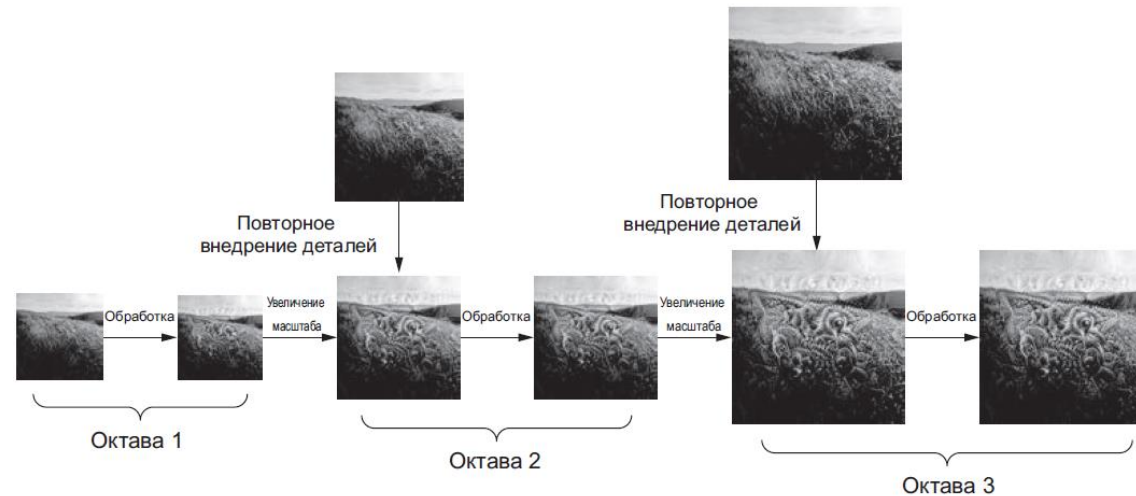 Повторное
внедрение деталей
Повторное
внедрение деталей
Обработка
Увеличение
масштаба
Обработка
Увеличение
масштаба
Обработка
Октава 1
Октава 2
Октава 3